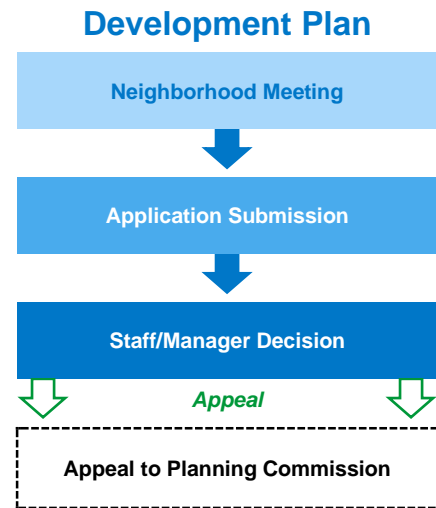 Development Plan
Neighborhood Meeting
Application Submission
Staff/Manager Decision
Appeal
Appeal to Planning Commission